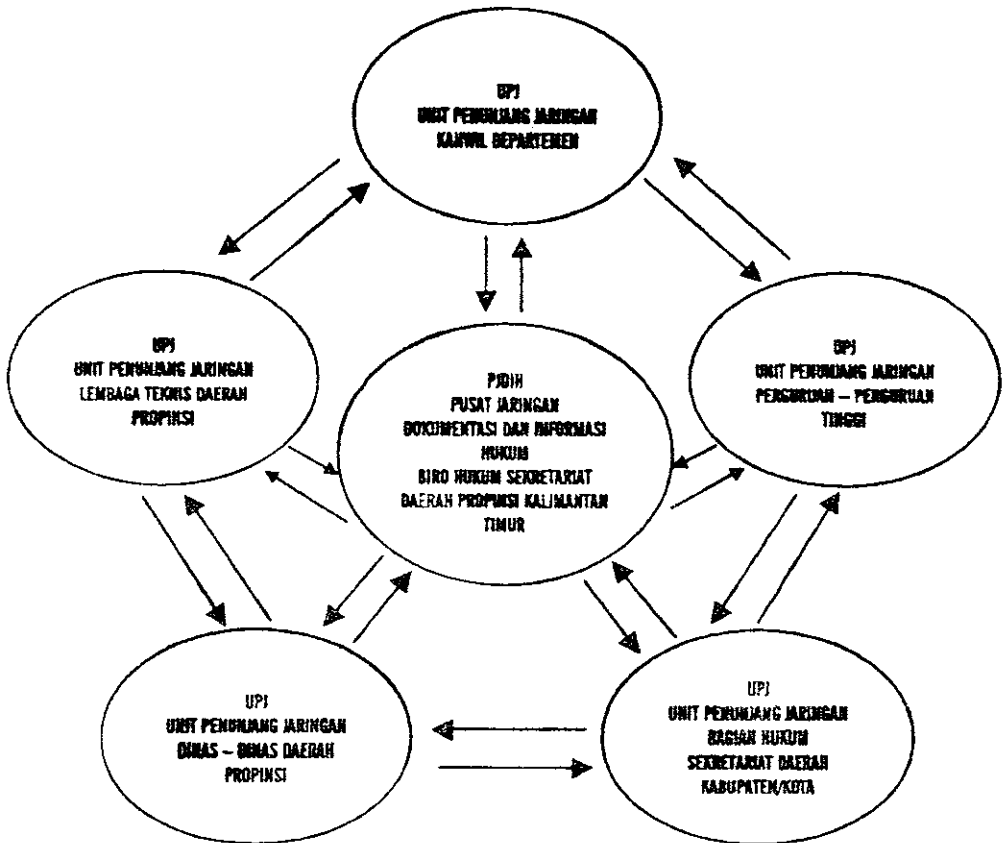 UPJ
UNIT PENUNJANG JARINGAN
KANWIL DEPARTEMEN
UPJ
UNIT PENUNJANG JARINGAN
LEMBAGA TEKNIS DAERAH
PROPINSI
UPJ
UNIT PENUNJANG JARINGAN
PERGURUAN – PERGURUAN
TINGGI
PJDIH
PUSAT JARINGAN
DOKUMENTASI DAN INFORMASI
HUKUM
BIRO HUKUM SEKRETARIAT
DAERAH PROPINSI KALIMANTAN
TIMUR
UPJ
UNIT PENUNJANG JARINGAN
DINAS – DINAS DAERAH
PROPINSI
UPJ
UNIT PENUNJANG JARINGAN
BAGIAN HUKUM
SEKRETARIAT DAERAH
KABUPATEN/KOTA